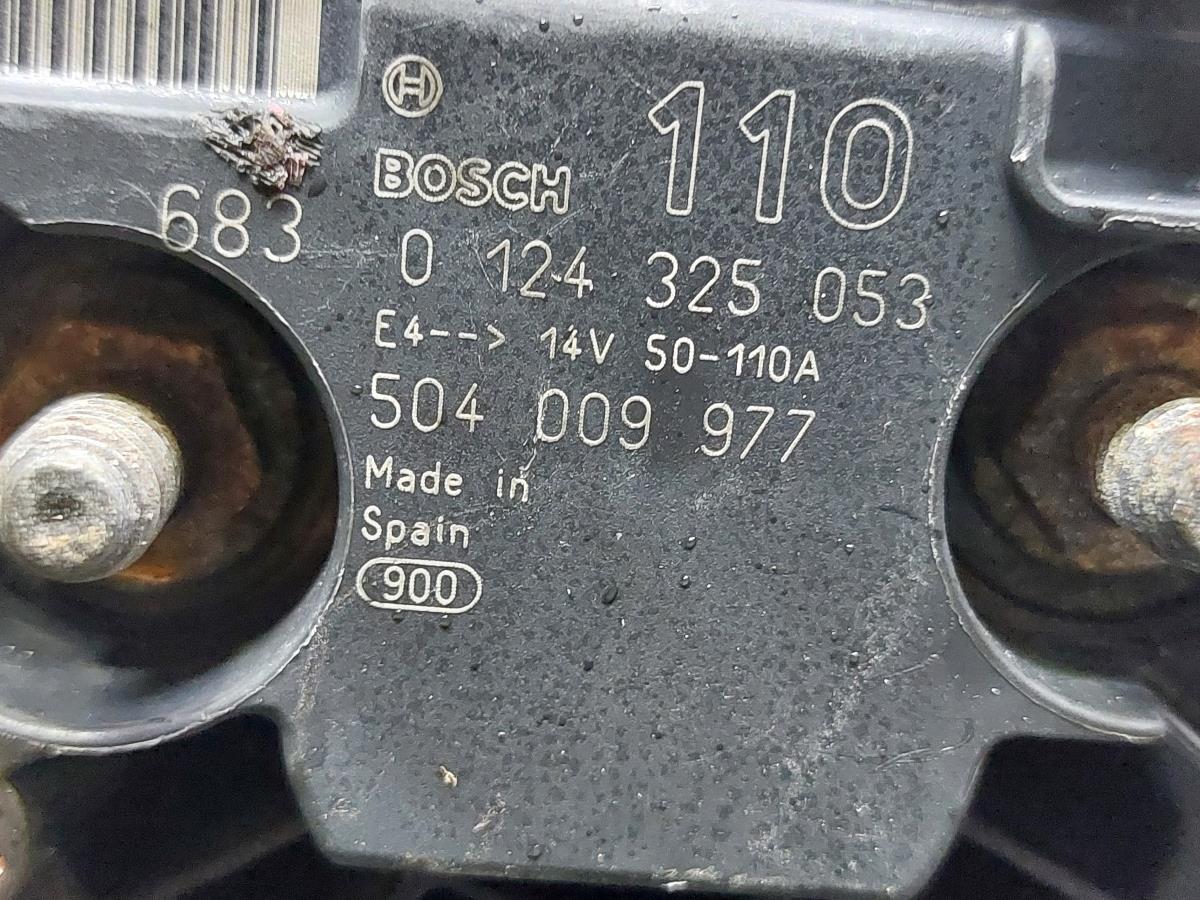 BOSCH 110
683
0 124 325 053
E4--> 14V 50-110A
504 009 977
Made in
Spain
900